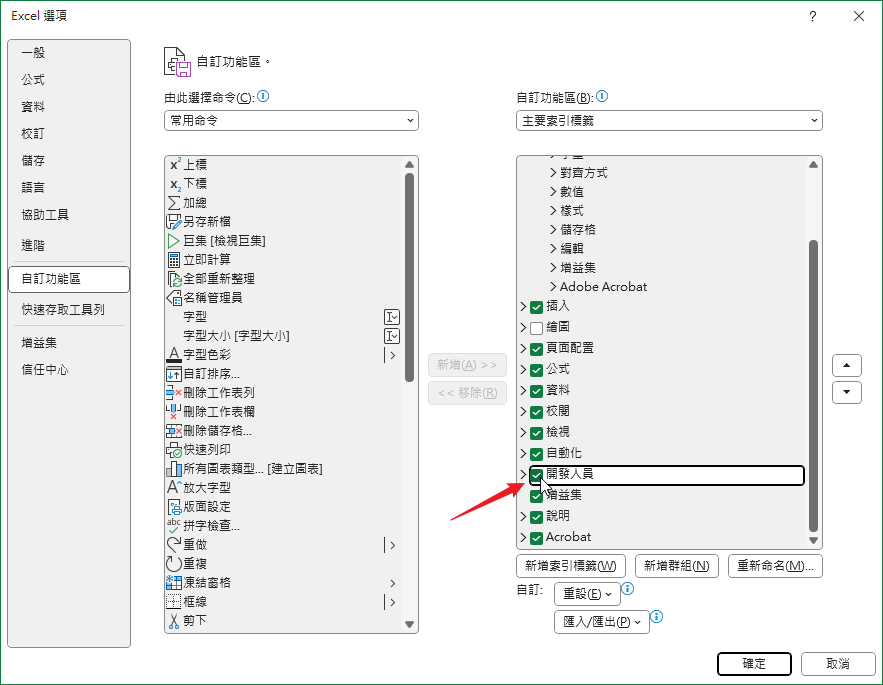 Excel 選項
?
一般
公式
資料
校訂
儲存
語言
協助工具
進階
自訂功能區
快速存取工具列
增益集
信任中心
自訂功能區。
由此選擇命令(C):
常用命令
x² 上標
x₂ 下標
加總
另存新檔
巨集 [檢視巨集]
立即計算
全部重新整理
名稱管理員
字型
字型大小 [字型大小]
字型色彩
自訂排序...
刪除工作表列
刪除工作表欄
刪除儲存格...
快速列印
所有圖表類型... [建立圖表]
放大字型
版面設定
abc 拼字檢查...
重做
重複
凍結窗格
框線
剪下
新增(A) >>
<< 移除(R)
自訂功能區(B):
主要索引標籤
對齊方式
數值
樣式
儲存格
編輯
增益集
Adobe Acrobat
插入
繪圖
頁面配置
公式
資料
校閱
檢視
自動化
開發人員
增益集
說明
Acrobat
新增索引標籤(W)
新增群組(N)
重新命名(M)...
自訂:
重設(E)
匯入/匯出(P)
確定
取消